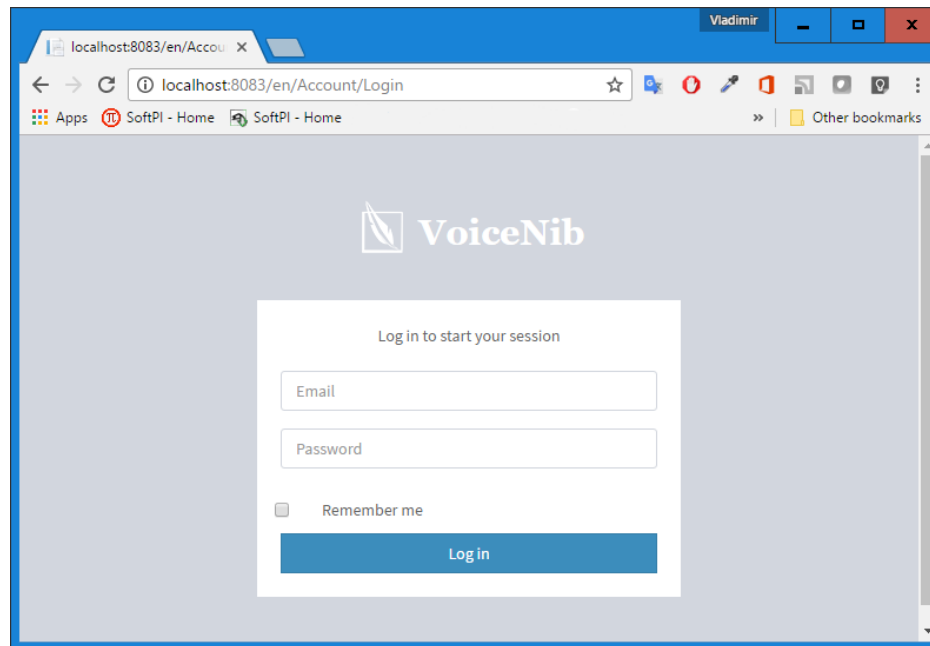 Vladimir
localhost:8083/en/Accou
localhost:8083/en/Account/Login
Apps SoftPI - Home SoftPI - Home » Other bookmarks
VoiceNib
Log in to start your session
Email
Password
Remember me
Log in